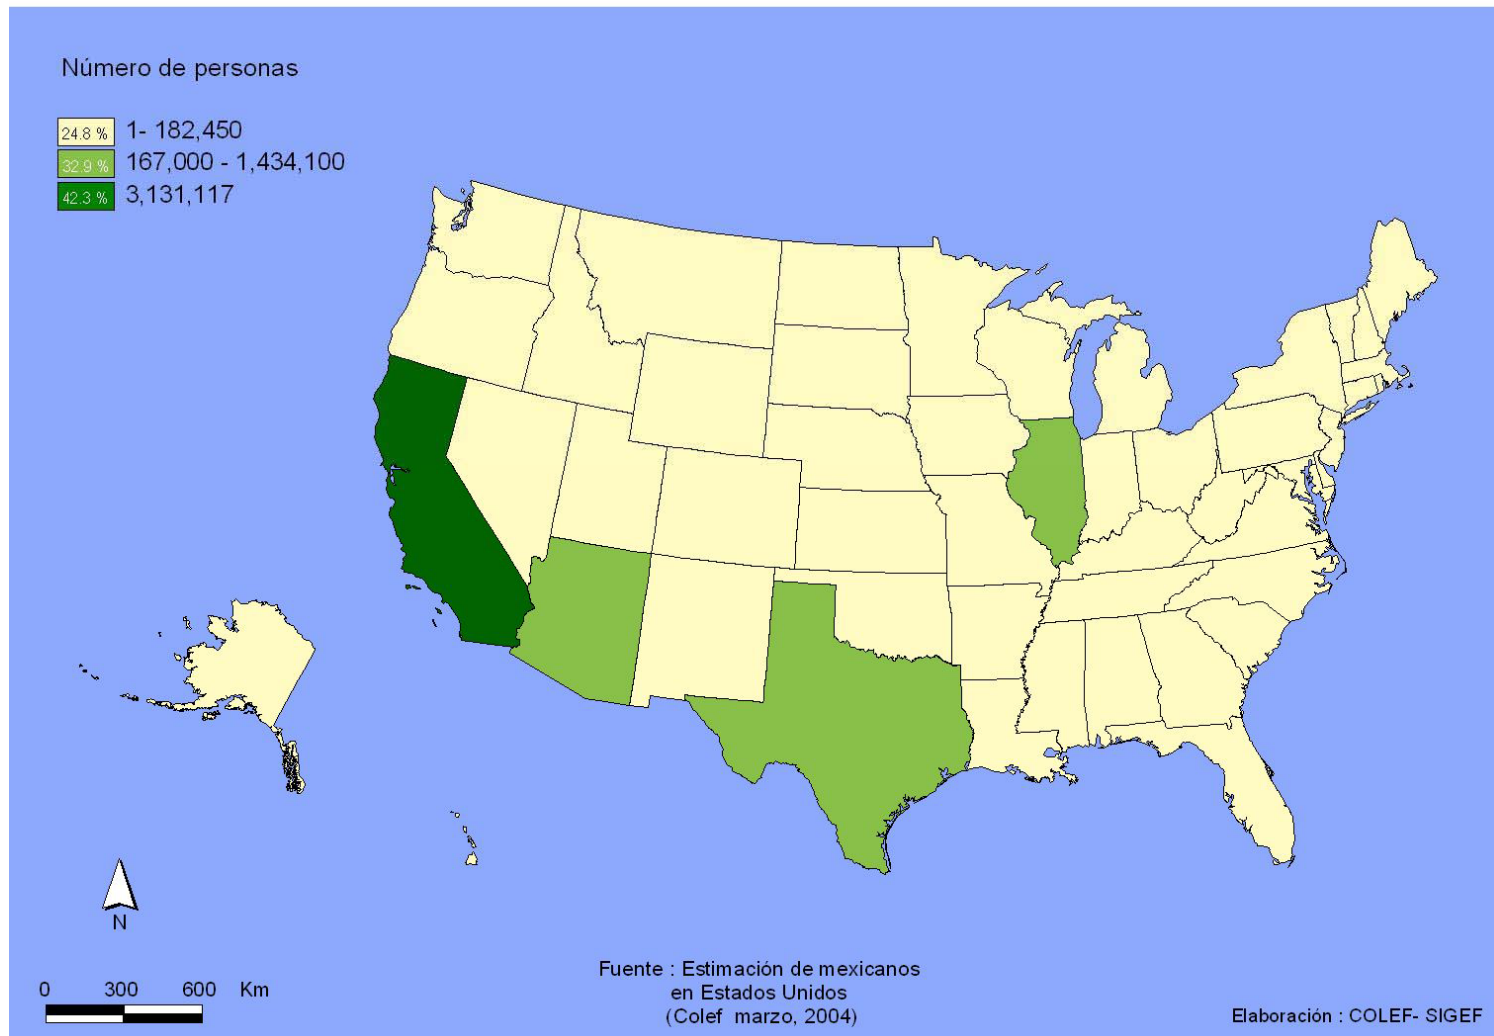 Número de personas
24.8 % 1- 182,450
32.9 % 167,000 - 1,434,100
42.3 % 3,131,117
N
0 300 600 Km
Fuente : Estimación de mexicanos
en Estados Unidos
(Colef marzo, 2004)
Elaboración : COLEF- SIGEF